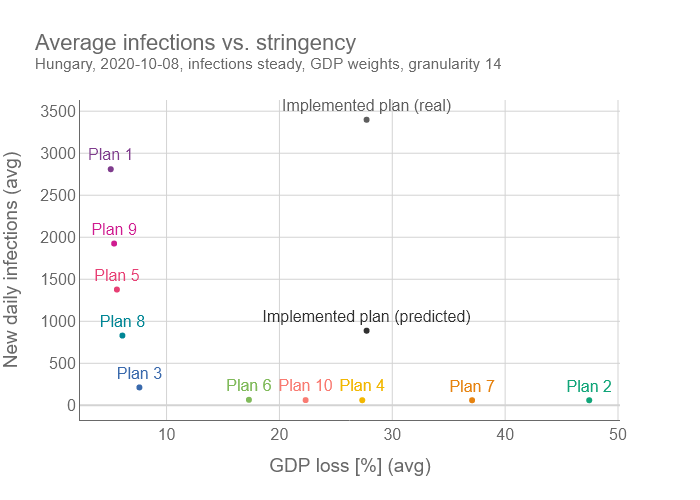 Average infections vs. stringency
Hungary, 2020-10-08, infections steady, GDP weights, granularity 14
Implemented plan (real)
3500
Plan 1
3000
2500
Plan 9
2000
Plan 5
1500
Plan 8
Implemented plan (predicted)
1000
Plan 3
500
Plan 6 Plan 10 Plan 4 Plan 7 Plan 2
0
10 20 30 40 50
New daily infections (avg)
GDP loss [%] (avg)